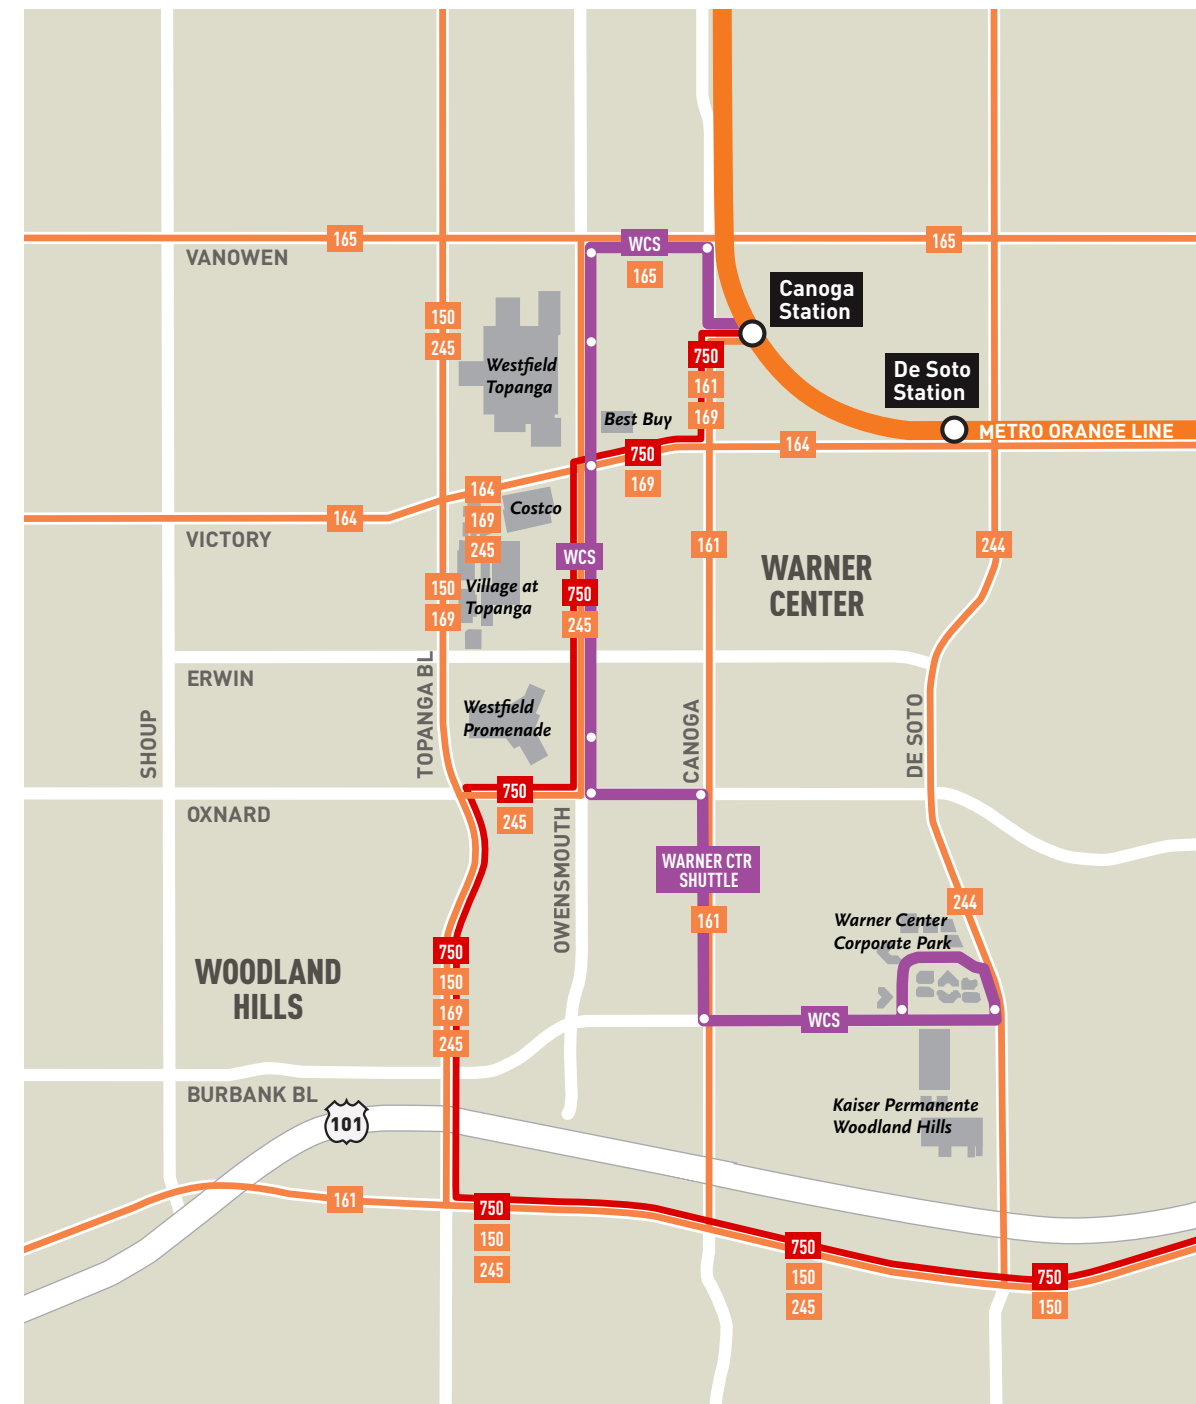 165
WCS
165
165
VANOWEN
Canoga
Station
150
245
Westfield
Topanga
750
161
169
De Soto
Station
METRO ORANGE LINE
Best Buy
750
169
164
164
169
245
Costco
164
VICTORY
WCS
161
244
WARNER
CENTER
150
169
Village at
Topanga
750
245
ERWIN
TOPANGA BL
SHOUP
Westfield
Promenade
CANOGA
DE SOTO
750
245
OXNARD
OWENSMOUTH
WARNER CTR
SHUTTLE
161
244
Warner Center
Corporate Park
750
150
169
245
WOODLAND
HILLS
WCS
BURBANK BL
101
Kaiser Permanente
Woodland Hills
161
750
150
245
750
150
245
750
150